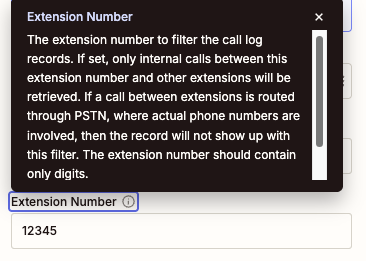 Extension Number
The extension number to filter the call log
records. If set, only internal calls between this
extension number and other extensions will be
retrieved. If a call between extensions is routed
through PSTN, where actual phone numbers are
involved, then the record will not show up with
this filter. The extension number should contain
only digits.
Extension Number
12345